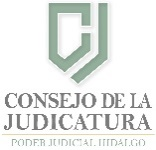 CONSEJO DE LA
JUDICATURA
PODER JUDICIAL HIDALGO